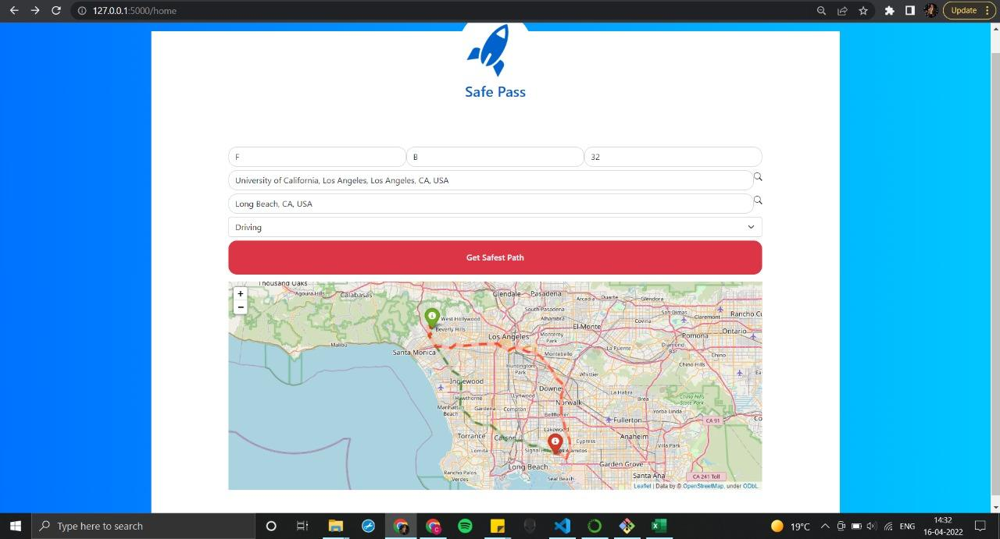 127.0.0.1:5000/home
Update
Safe Pass
F
B
32
University of California, Los Angeles, Los Angeles, CA, USA
Long Beach, CA, USA
Driving
Get Safest Path
+
−
Thousand Oaks
Agoura Hills
Calabasas
Glendale
Pasadena
Arcadia
Duarte
Glendora
South Pasadena
San Dimas
Claremont
Rancho Cu
West Hollywood
Alhambra
El Monte
Covina
Ontario
Beverly Hills
Los Angeles
Monterey
Park
Pomona
Malibu
Santa Monica
Montebello
La Puente
Diamond
Bar
Chino
Huntington
Park
Whittier
Chino Hills
Inglewood
Downey
La Habra
Ea
Hawthorne
Lynwood
Norwalk
Brea
Chino Hills
State Park
Manhattan
Beach
Gardena
Compton
Bellflower
Yorba Linda
Fullerton
CA 91
Co
Torrance
Carson
Lakewood
Anaheim
Lomita
Signal Hill
Los Alamitos
Cypress
Villa Park
Rancho Palos
Verdes
Long Beach
Garden Grove
Seal Beach
Santa Ana
CA 241 Toll
Leaflet | Data by © OpenStreetMap, under ODbL.
Type here to search
19°C
ENG
14:32
16-04-2022